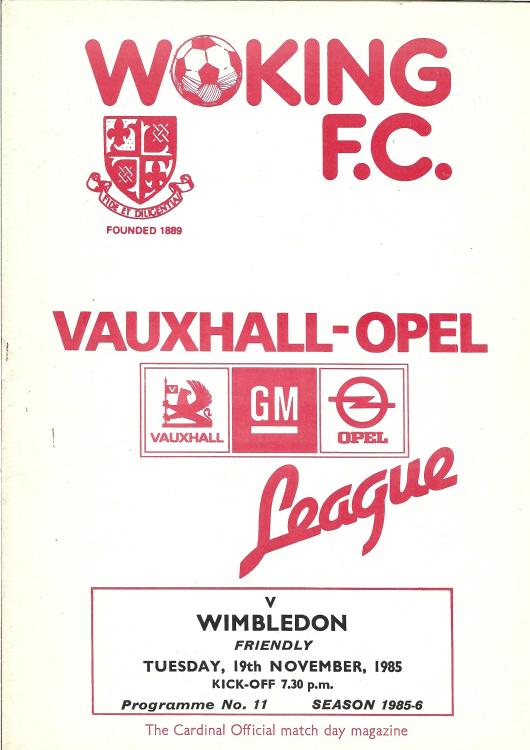 WOKING
F.C.
FIDE ET DILIGENTIA
FOUNDED 1889
VAUXHALL-OPEL
VAUXHALL
GM
OPEL
League
V
WIMBLEDON
FRIENDLY
TUESDAY, 19th NOVEMBER, 1985
KICK-OFF 7.30 p.m.
Programme No. 11 SEASON 1985-6
The Cardinal Official match day magazine